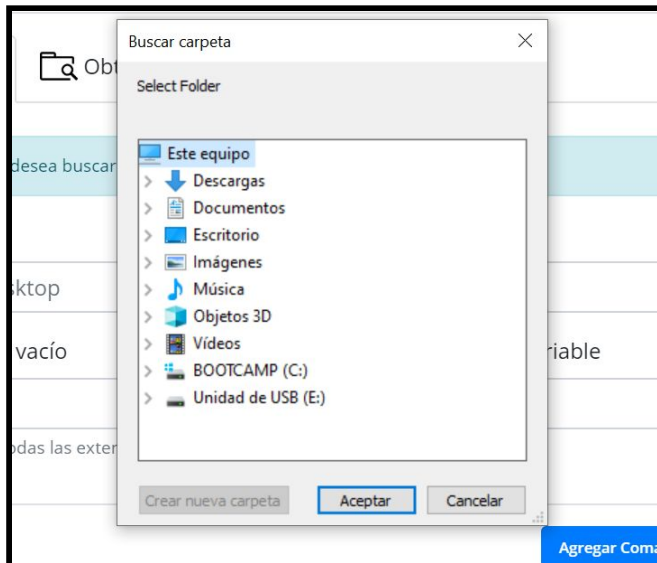 Buscar carpeta
Obt
Select Folder
desea buscar
Este equipo
Descargas
Documentos
Escritorio
Imágenes
Música
Objetos 3D
Vídeos
BOOTCAMP (C:)
Unidad de USB (E:)
sktop
vacío
riable
odas las exter
Crear nueva carpeta
Aceptar
Cancelar
Agregar Coma